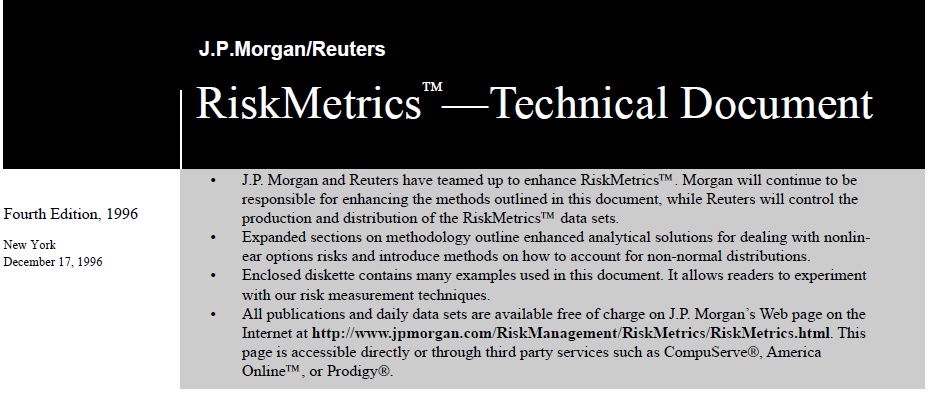 J.P.Morgan/Reuters
RiskMetrics™—Technical Document
Fourth Edition, 1996
New York
December 17, 1996
• J.P. Morgan and Reuters have teamed up to enhance RiskMetrics™. Morgan will continue to be
responsible for enhancing the methods outlined in this document, while Reuters will control the
production and distribution of the RiskMetrics™ data sets.
• Expanded sections on methodology outline enhanced analytical solutions for dealing with nonlin-
ear options risks and introduce methods on how to account for non-normal distributions.
• Enclosed diskette contains many examples used in this document. It allows readers to experiment
with our risk measurement techniques.
• All publications and daily data sets are available free of charge on J.P. Morgan's Web page on the
Internet at http://www.jpmorgan.com/RiskManagement/RiskMetrics/RiskMetrics.html. This
page is accessible directly or through third party services such as CompuServe®, America
Online™, or Prodigy®.